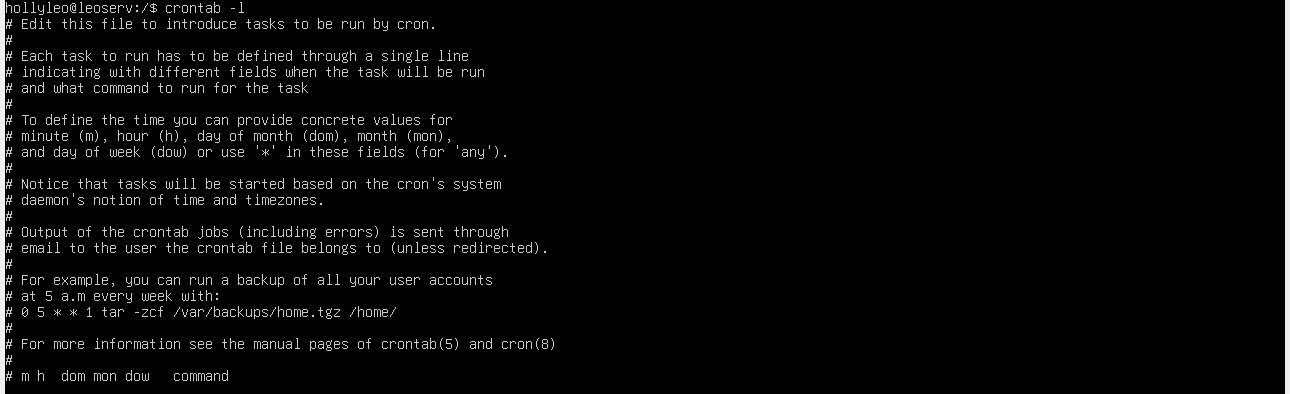 hollyleo@leoserv:/$ crontab -l
# Edit this file to introduce tasks to be run by cron.
#
# Each task to run has to be defined through a single line
# indicating with different fields when the task will be run
# and what command to run for the task
#
# To define the time you can provide concrete values for
# minute (m), hour (h), day of month (dom), month (mon),
# and day of week (dow) or use '*' in these fields (for 'any').
#
# Notice that tasks will be started based on the cron's system
# daemon's notion of time and timezones.
#
# Output of the crontab jobs (including errors) is sent through
# email to the user the crontab file belongs to (unless redirected).
#
# For example, you can run a backup of all your user accounts
# at 5 a.m every week with:
# 0 5 * * 1 tar -zcf /var/backups/home.tgz /home/
#
# For more information see the manual pages of crontab(5) and cron(8)
#
# m h  dom mon dow   command